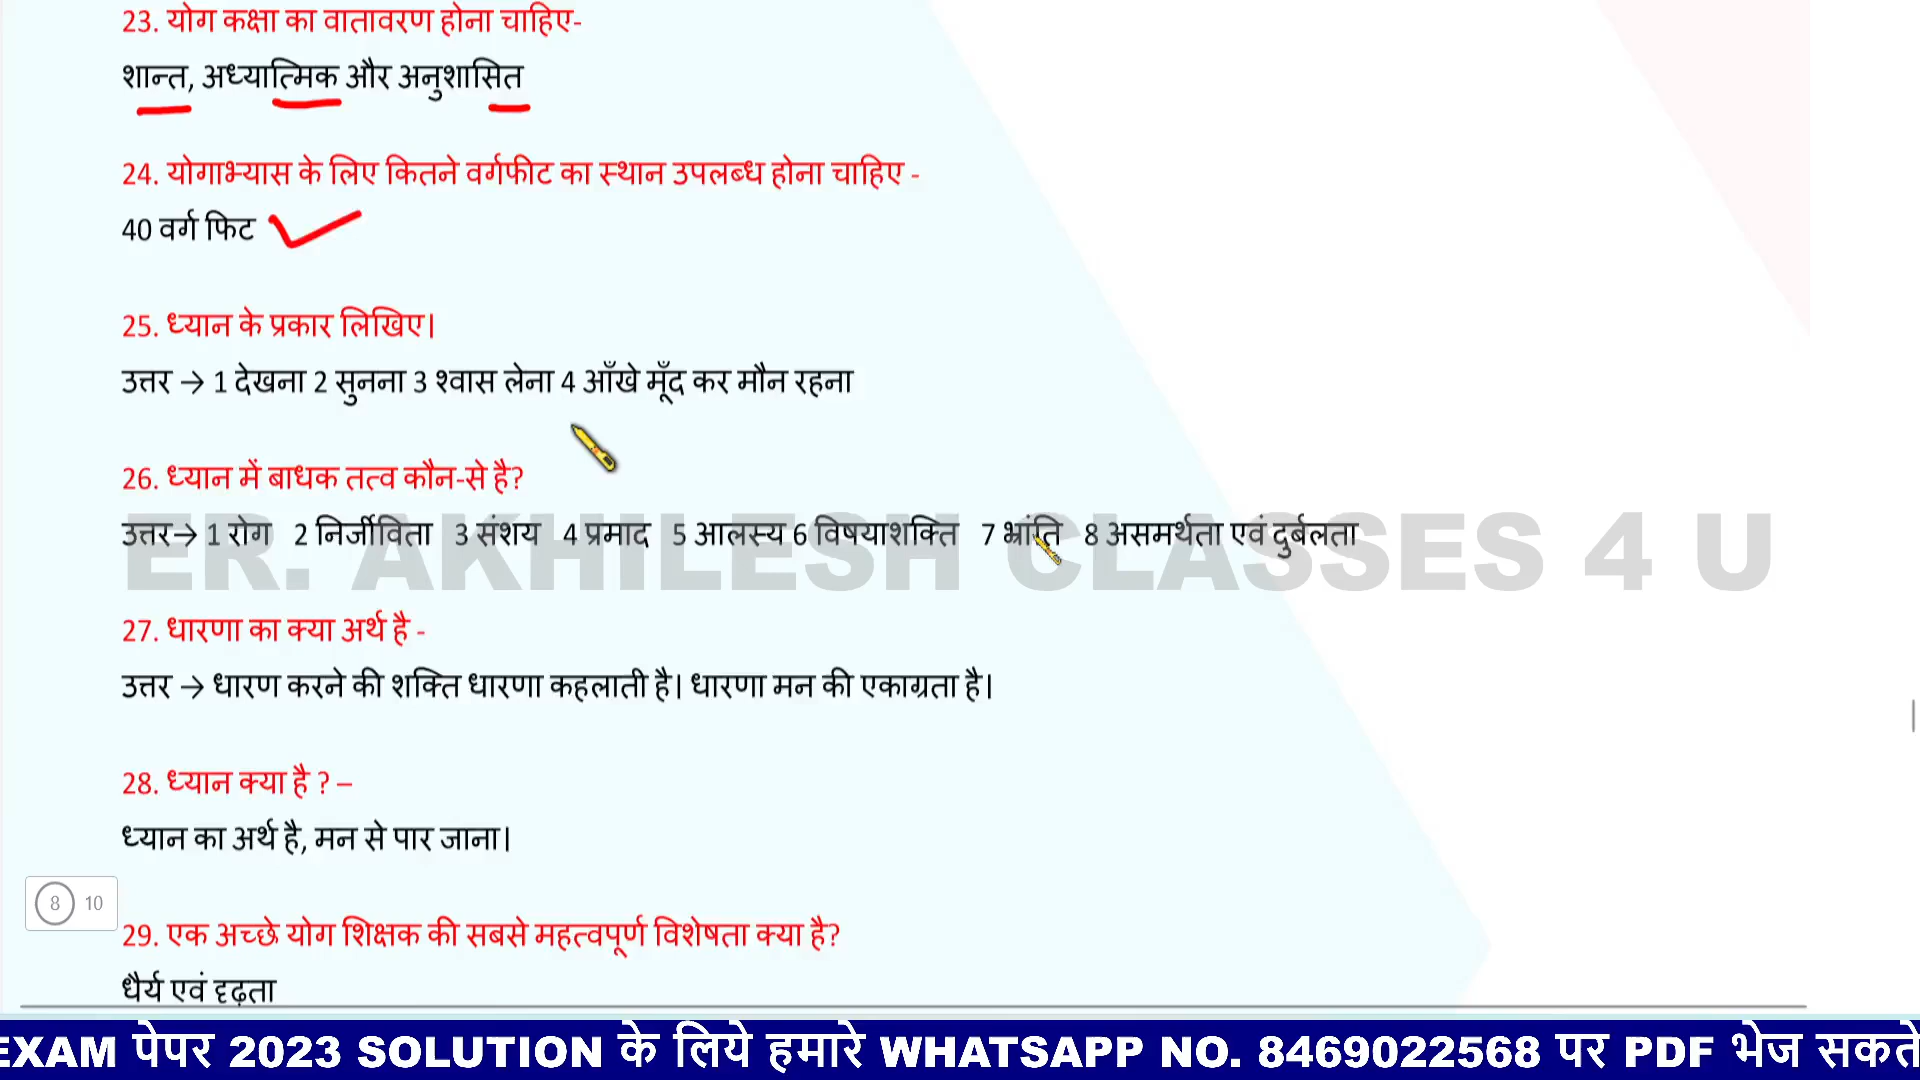 23. योग कक्षा का वातावरण होना चाहिए-
शान्त, अध्यात्मिक और अनुशासित
24. योगाभ्यास के लिए कितने वर्गफीट का स्थान उपलब्ध होना चाहिए -
40 वर्ग फिट
25. ध्यान के प्रकार लिखिए।
उत्तर → 1 देखना 2 सुनना 3 श्वास लेना 4 आँखे मूँद कर मौन रहना
26. ध्यान में बाधक तत्व कौन-से है?
उत्तर→ 1 रोग 2 निर्जीविता 3 संशय 4 प्रमाद 5 आलस्य 6 विषयाशक्ति 7 भ्रांति 8 असमर्थता एवं दुर्बलता
ER. AKHILESH CLASSES 4 U
27. धारणा का क्या अर्थ है -
उत्तर → धारण करने की शक्ति धारणा कहलाती है। धारणा मन की एकाग्रता है।
28. ध्यान क्या है ? –
ध्यान का अर्थ है, मन से पार जाना।
8 10
29. एक अच्छे योग शिक्षक की सबसे महत्वपूर्ण विशेषता क्या है?
धैर्य एवं दृढ़ता
EXAM पेपर 2023 SOLUTION के लिये हमारे WHATSAPP NO. 8469022568 पर PDF भेज सकते